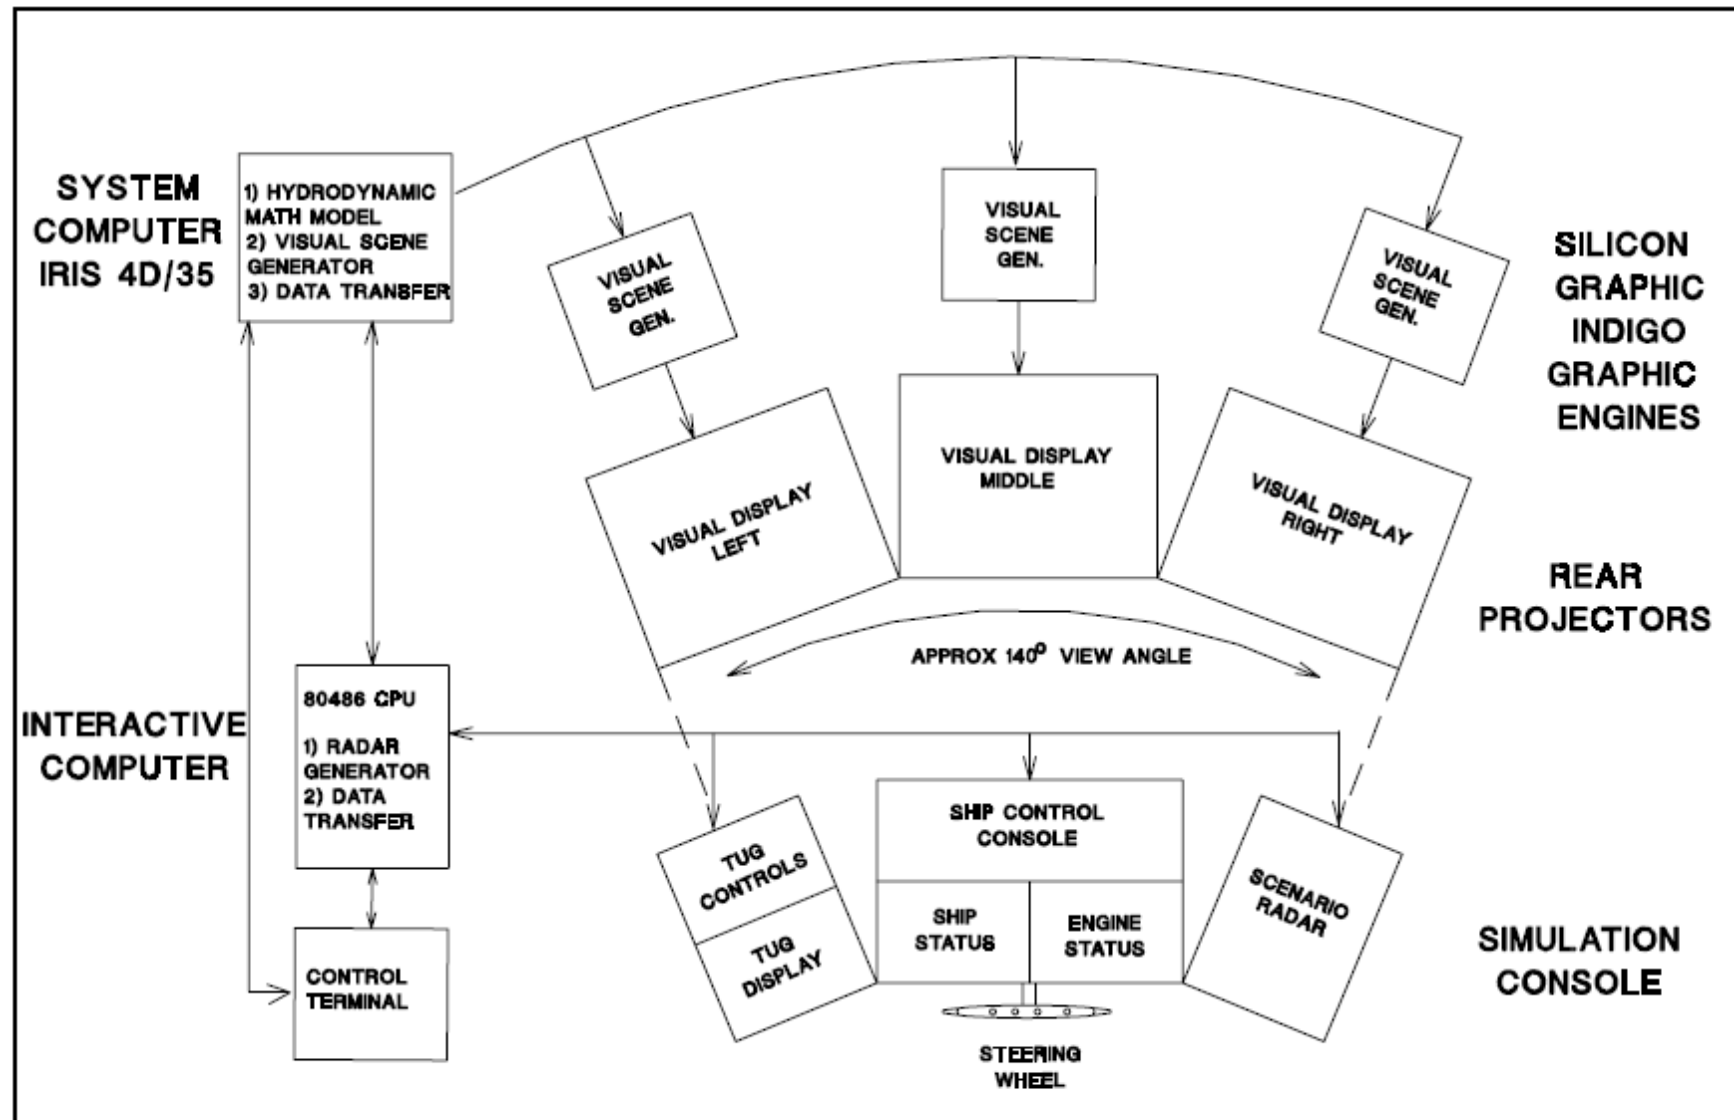 SYSTEM
COMPUTER
IRIS 4D/35
1) HYDRODYNAMIC
MATH MODEL
2) VISUAL SCENE
GENERATOR
3) DATA TRANSFER
VISUAL
SCENE
GEN.
VISUAL
SCENE
GEN.
VISUAL
SCENE
GEN.
SILICON
GRAPHIC
INDIGO
GRAPHIC
ENGINES
VISUAL DISPLAY
LEFT
VISUAL DISPLAY
MIDDLE
VISUAL DISPLAY
RIGHT
REAR
PROJECTORS
APPROX 140° VIEW ANGLE
INTERACTIVE
COMPUTER
80486 CPU
1) RADAR
GENERATOR
2) DATA
TRANSFER
CONTROL
TERMINAL
TUG
CONTROLS
TUG
DISPLAY
SHIP CONTROL
CONSOLE
SHIP
STATUS
ENGINE
STATUS
SCENARIO
RADAR
SIMULATION
CONSOLE
STEERING
WHEEL